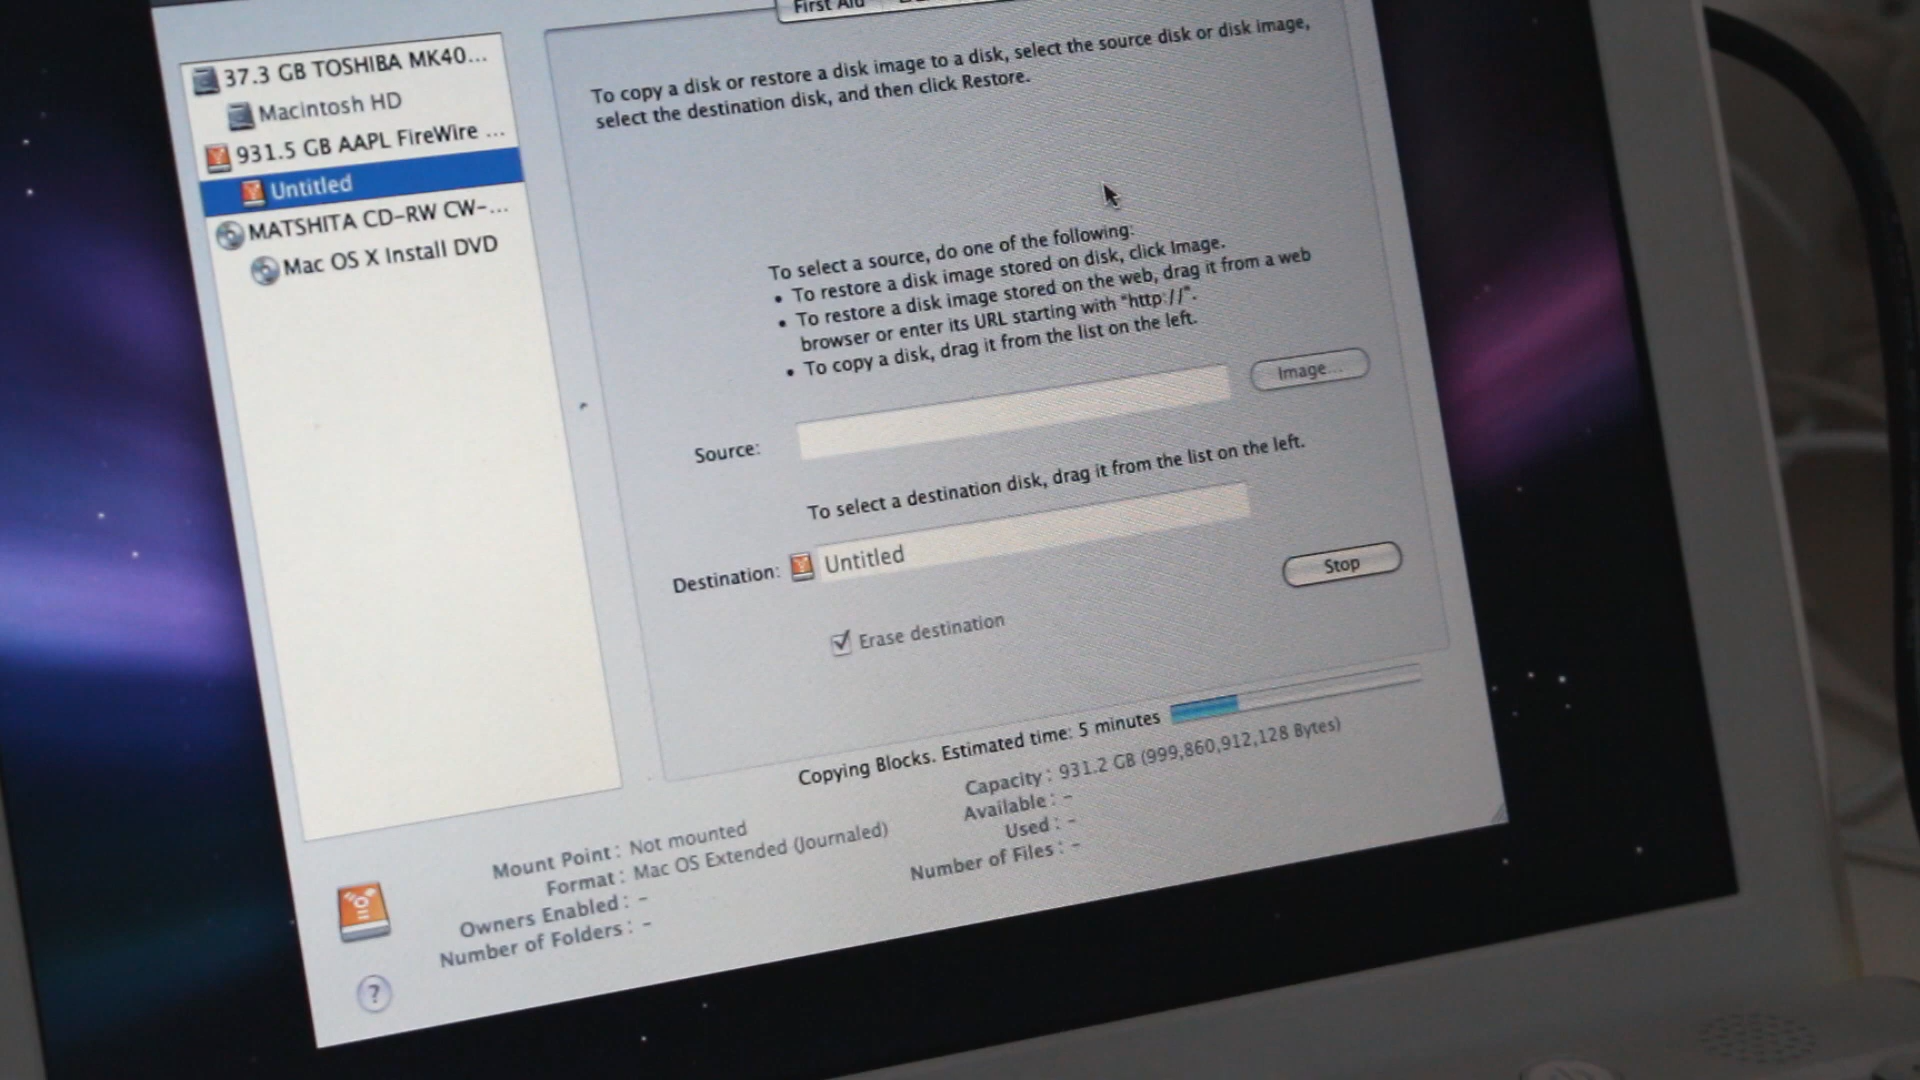 First Aid
37.3 GB TOSHIBA MK40...
Macintosh HD
931.5 GB AAPL FireWire ...
Untitled
MATSHITA CD-RW CW-...
Mac OS X Install DVD
To copy a disk or restore a disk image to a disk, select the source disk or disk image,
select the destination disk, and then click Restore.
To select a source, do one of the following:
• To restore a disk image stored on disk, click Image.
• To restore a disk image stored on the web, drag it from a web
browser or enter its URL starting with "http://".
• To copy a disk, drag it from the list on the left.
Source:
Image...
To select a destination disk, drag it from the list on the left.
Destination: Untitled
Stop
Erase destination
Copying Blocks. Estimated time: 5 minutes
Mount Point : Not mounted
Format : Mac OS Extended (Journaled)
Owners Enabled : -
Number of Folders : -
Capacity : 931.2 GB (999,860,912,128 Bytes)
Available : -
Used : -
Number of Files : -
?